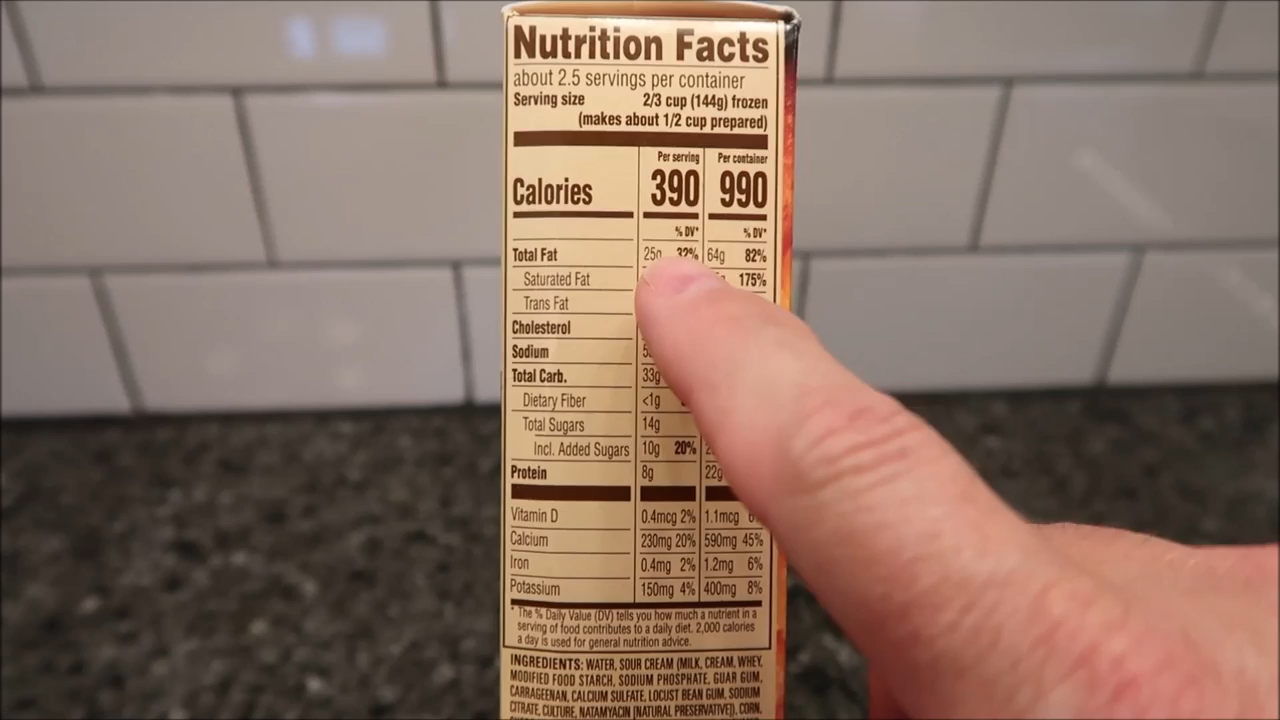 Nutrition Facts
about 2.5 servings per container
Serving size 2/3 cup (144g) frozen
(makes about 1/2 cup prepared)
Per serving Per container
Calories 390 990
% DV* % DV*
Total Fat 25g 32% 64g 82%
Saturated Fat 175%
Trans Fat
Cholesterol
Sodium
Total Carb. 33g
Dietary Fiber <1g
Total Sugars 14g
Incl. Added Sugars 10g 20%
Protein 8g 22g
Vitamin D 0.4mcg 2% 1.1mcg
Calcium 230mg 20% 590mg 45%
Iron 0.4mg 2% 1.2mg 6%
Potassium 150mg 4% 400mg 8%
* The % Daily Value (DV) tells you how much a nutrient in a
serving of food contributes to a daily diet. 2,000 calories
a day is used for general nutrition advice.
INGREDIENTS: WATER, SOUR CREAM (MILK, CREAM, WHEY,
MODIFIED FOOD STARCH, SODIUM PHOSPHATE, GUAR GUM,
CARRAGEENAN, CALCIUM SULFATE, LOCUST BEAN GUM, SODIUM
CITRATE, CULTURE, NATAMYACIN [NATURAL PRESERVATIVE]), CORN,